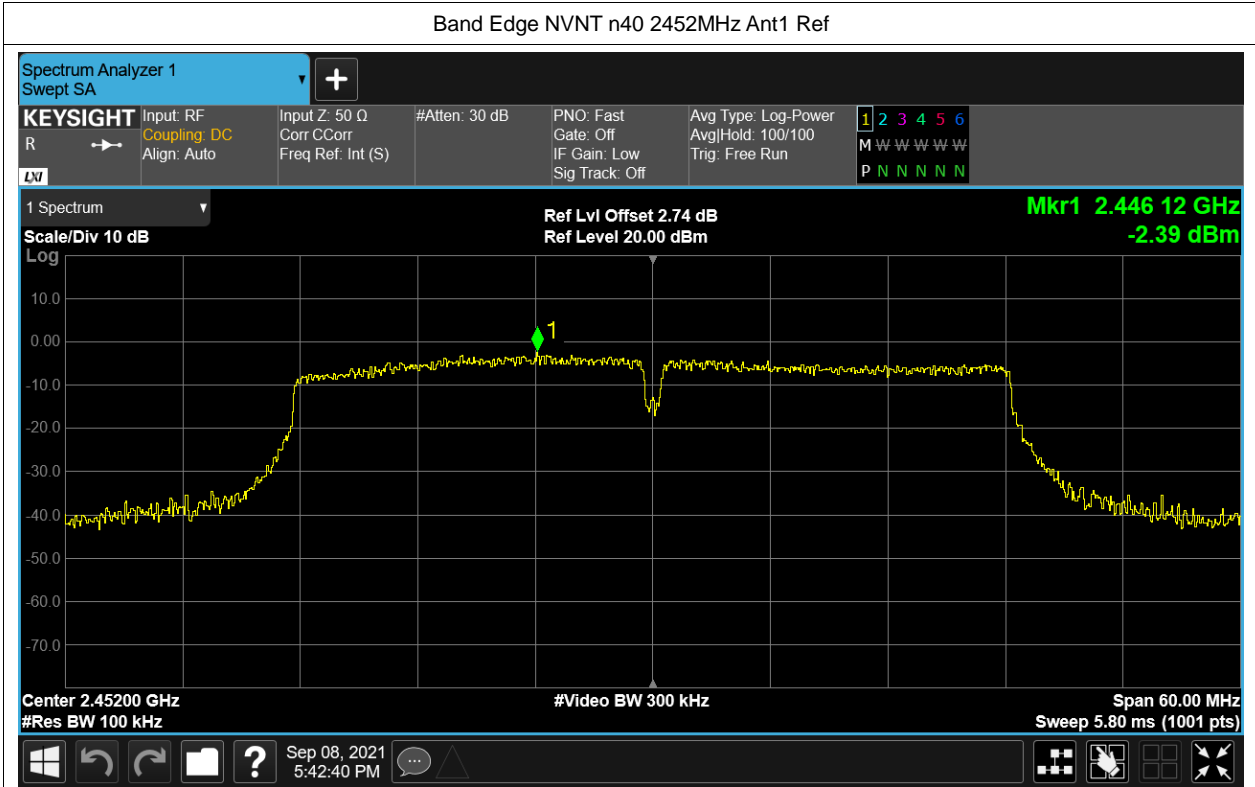 Band Edge NVNT n40 2452MHz Ant1 Ref
Spectrum Analyzer 1
Swept SA
KEYSIGHT
R
LXI
Input: RF
Coupling: DC
Align: Auto
Input Z: 50 Ω
Corr CCorr
Freq Ref: Int (S)
#Atten: 30 dB
PNO: Fast
Gate: Off
IF Gain: Low
Sig Track: Off
Avg Type: Log-Power
Avg|Hold: 100/100
Trig: Free Run
1 2 3 4 5 6
M W W W W W
P N N N N N
1 Spectrum
Scale/Div 10 dB
Log
Ref Lvl Offset 2.74 dB
Ref Level 20.00 dBm
Mkr1 2.446 12 GHz
-2.39 dBm
10.0
0.00
-10.0
-20.0
-30.0
-40.0
-50.0
-60.0
-70.0
1
Center 2.45200 GHz
#Res BW 100 kHz
#Video BW 300 kHz
Span 60.00 MHz
Sweep 5.80 ms (1001 pts)
?
Sep 08, 2021
5:42:40 PM